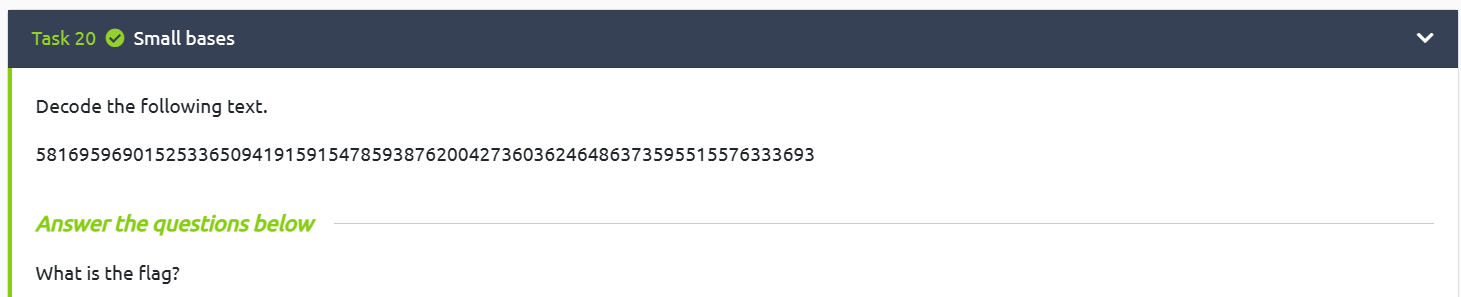 Task 20 Small bases
Decode the following text.
581695969015253365094191591547859387620042736036246486373595515576333693
Answer the questions below
What is the flag?